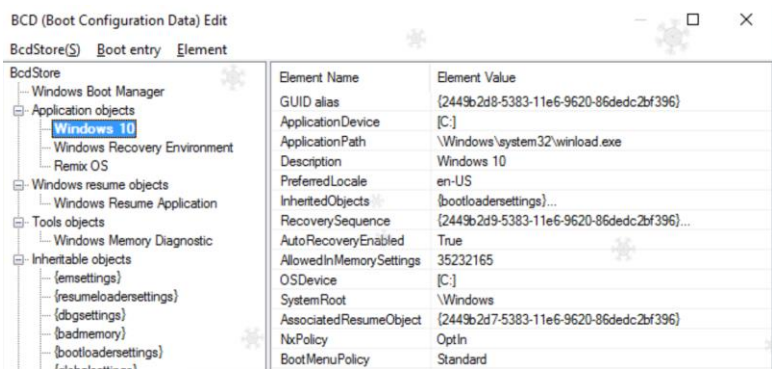 BCD (Boot Configuration Data) Edit
BcdStore(S) Boot entry Element
BcdStore
Windows Boot Manager
Application objects
Windows 10
Windows Recovery Environment
Remix OS
Windows resume objects
Windows Resume Application
Tools objects
Windows Memory Diagnostic
Inheritable objects
{emsettings}
{resumeloadersettings}
{dbgsettings}
{badmemory}
{bootloadersettings}
{globalsettings}
Element Name Element Value
GUID alias {2449b2d8-5383-11e6-9620-86dedc2bf396}
ApplicationDevice [C:]
ApplicationPath \Windows\system32\winload.exe
Description Windows 10
PreferredLocale en-US
InheritedObjects {bootloadersettings}...
RecoverySequence {2449b2d9-5383-11e6-9620-86dedc2bf396}...
AutoRecoveryEnabled True
AllowedInMemorySettings 35232165
OSDevice [C:]
SystemRoot \Windows
AssociatedResumeObject {2449b2d7-5383-11e6-9620-86dedc2bf396}
NxPolicy OptIn
BootMenuPolicy Standard